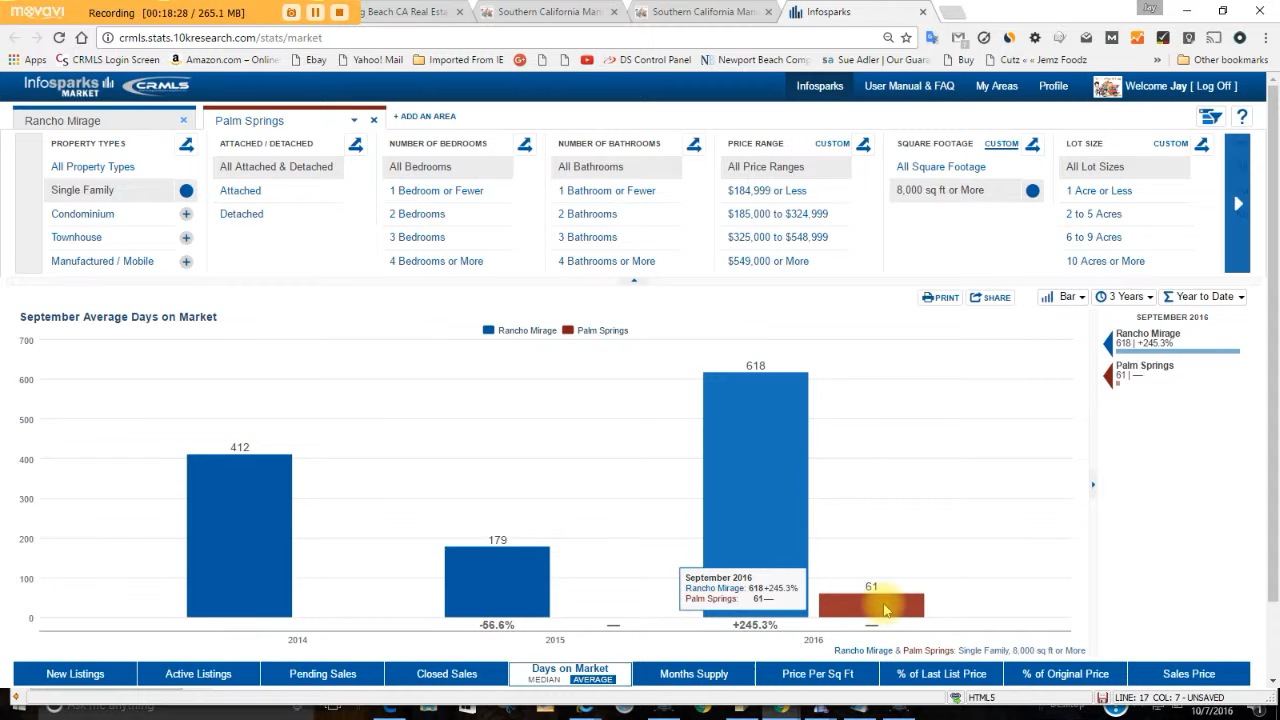 movavi Recording (00:18:28 / 265.1 MB)
g Beach CA Real Esta
Southern California Man
Southern California Mar
Infosparks
Jay
crmls.stats.10kresearch.com/stats/market
Apps
CRMLS Login Screen
Amazon.com – Online
Ebay
Yahoo! Mail
Imported From IE
DS Control Panel
Newport Beach Comp
Sue Adler | Our Guara
Buy
Cutz « Jemz Foodz
Other bookmarks
Infosparks MARKET CRMLS
Infosparks
User Manual & FAQ
My Areas
Profile
Welcome Jay [ Log Off ]
Rancho Mirage
Palm Springs
+ ADD AN AREA
PROPERTY TYPES
ATTACHED / DETACHED
NUMBER OF BEDROOMS
NUMBER OF BATHROOMS
PRICE RANGE
CUSTOM
SQUARE FOOTAGE
CUSTOM
LOT SIZE
CUSTOM
All Property Types
All Attached & Detached
All Bedrooms
All Bathrooms
All Price Ranges
All Square Footage
All Lot Sizes
Single Family
Attached
1 Bedroom or Fewer
1 Bathroom or Fewer
$184,999 or Less
8,000 sq ft or More
1 Acre or Less
Condominium
Detached
2 Bedrooms
2 Bathrooms
$185,000 to $324,999
2 to 5 Acres
Townhouse
3 Bedrooms
3 Bathrooms
$325,000 to $548,999
6 to 9 Acres
Manufactured / Mobile
4 Bedrooms or More
4 Bathrooms or More
$549,000 or More
10 Acres or More
PRINT
SHARE
Bar
3 Years
Year to Date
September Average Days on Market
Rancho Mirage
Palm Springs
SEPTEMBER 2016
Rancho Mirage
618 | +245.3%
Palm Springs
61 | —
700
600
500
400
300
200
100
0
412
179
618
61
September 2016
Rancho Mirage: 618 +245.3%
Palm Springs: 61 —
-56.6%
—
+245.3%
—
2014
2015
2016
Rancho Mirage & Palm Springs: Single Family, 8,000 sq ft or More
New Listings
Active Listings
Pending Sales
Closed Sales
Days on Market
MEDIAN AVERAGE
Months Supply
Price Per Sq Ft
% of Last List Price
% of Original Price
Sales Price
HTML5
LINE: 17 COL: 7 - UNSAVED
Ask me anything
Desktop
10/7/2016